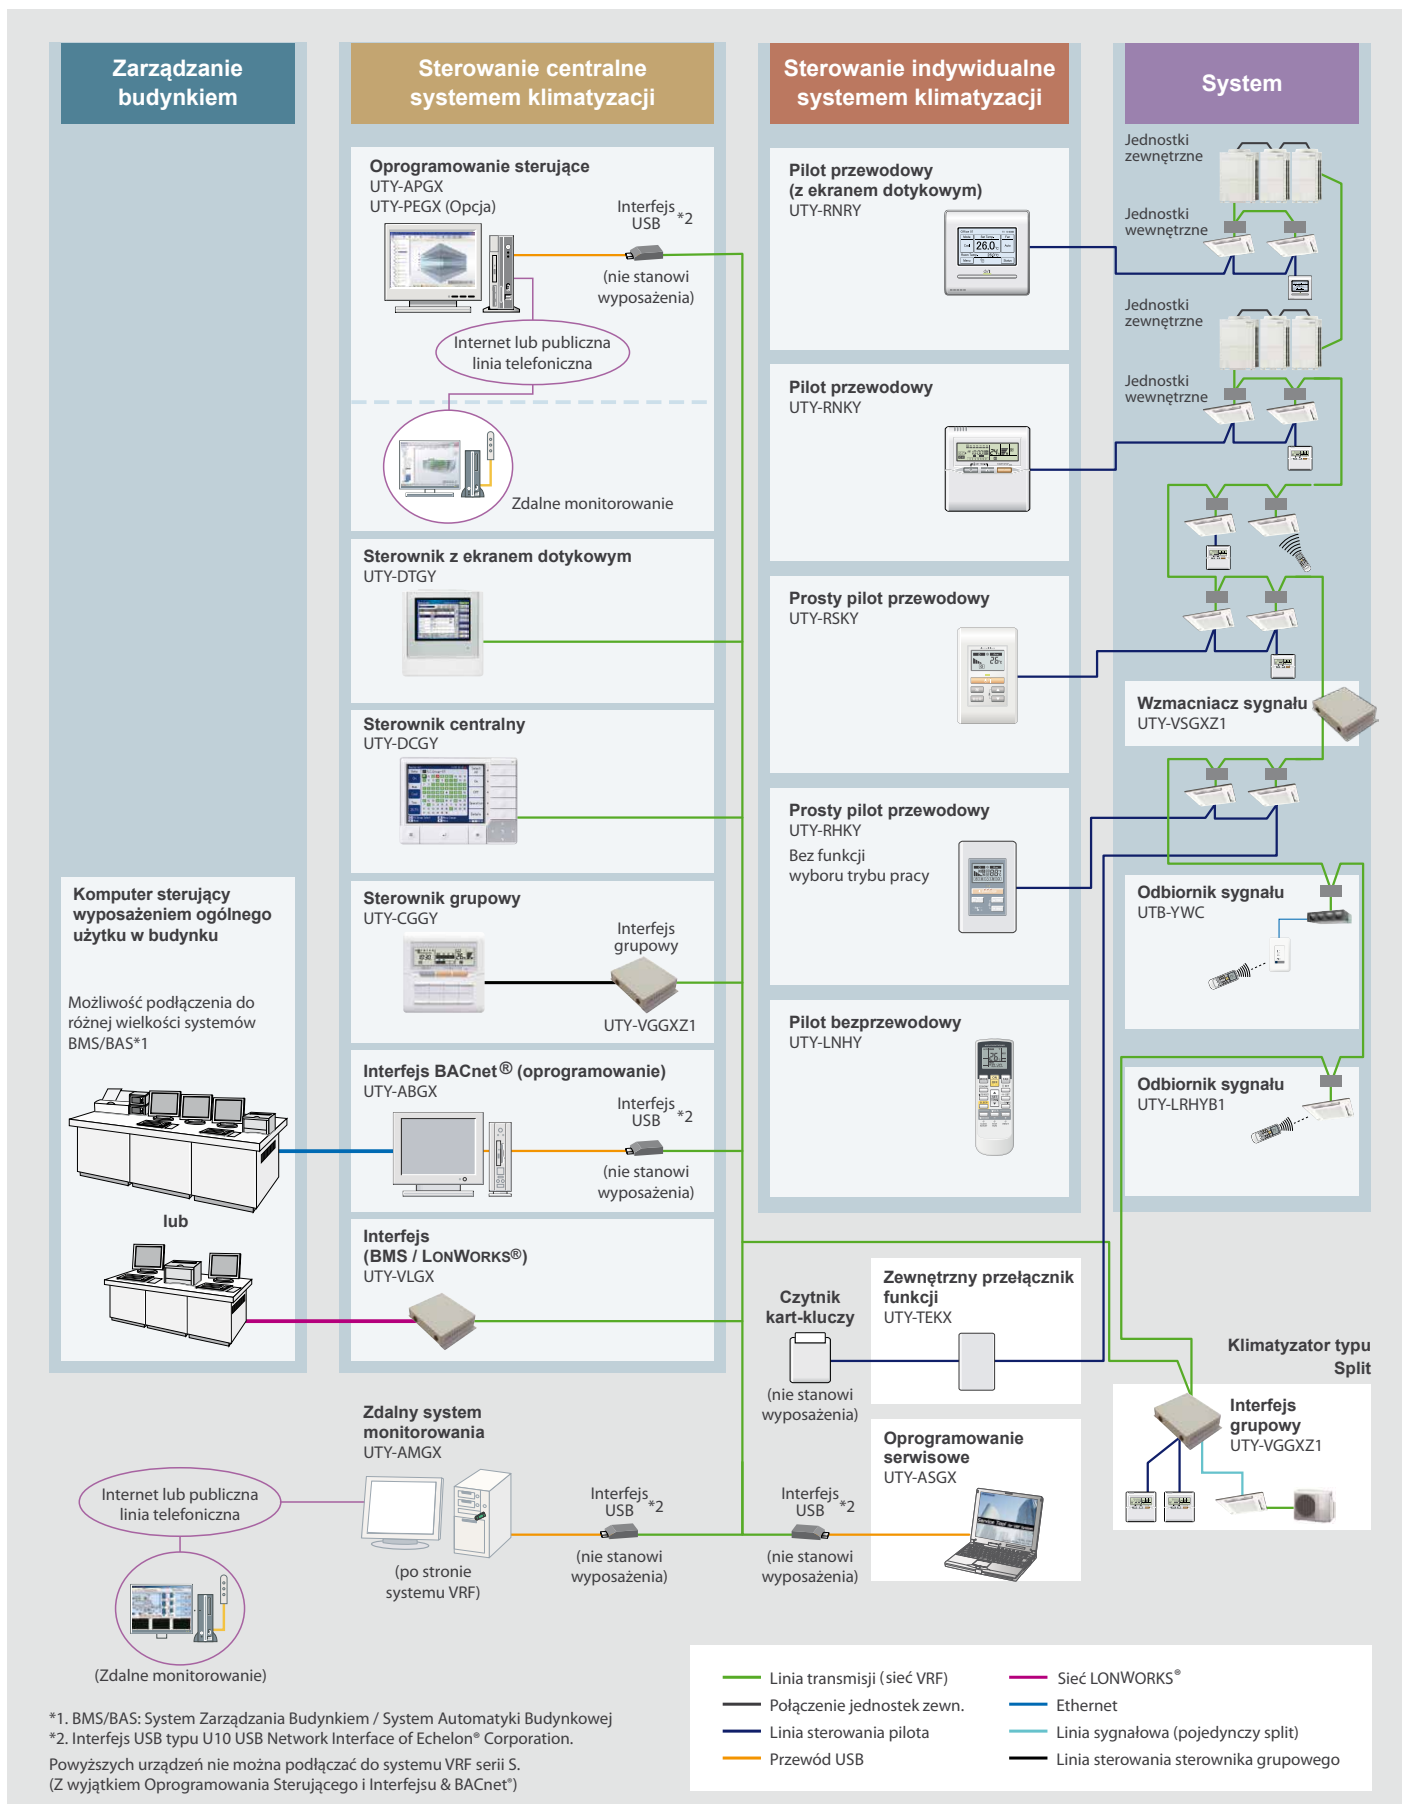 Zarządzanie
budynkiem
Sterowanie centralne
systemem klimatyzacji
Sterowanie indywidualne
systemem klimatyzacji
System
Oprogramowanie sterujące
UTY-APGX
UTY-PEGX (Opcja)
Interfejs
USB *2
(nie stanowi
wyposażenia)
Internet lub publiczna
linia telefoniczna
Zdalne monitorowanie
Sterownik z ekranem dotykowym
UTY-DTGY
Sterownik centralny
UTY-DCGY
Sterownik grupowy
UTY-CGGY
Interfejs
grupowy
UTY-VGGXZ1
Interfejs BACnet® (oprogramowanie)
UTY-ABGX
Interfejs
USB *2
(nie stanowi
wyposażenia)
Interfejs
(BMS / LONWORKS®)
UTY-VLGX
Komputer sterujący
wyposażeniem ogólnego
użytku w budynku
Możliwość podłączenia do
różnej wielkości systemów
BMS/BAS*1
lub
Pilot przewodowy
(z ekranem dotykowym)
UTY-RNRY
26.0
Pilot przewodowy
UTY-RNKY
Prosty pilot przewodowy
UTY-RSKY
Prosty pilot przewodowy
UTY-RHKY
Bez funkcji
wyboru trybu pracy
Pilot bezprzewodowy
UTY-LNHY
Jednostki
zewnętrzne
Jednostki
wewnętrzne
Jednostki
zewnętrzne
Jednostki
wewnętrzne
Wzmacniacz sygnału
UTY-VSGXZ1
Odbiornik sygnału
UTB-YWC
Odbiornik sygnału
UTY-LRHYB1
Czytnik
kart-kluczy
(nie stanowi
wyposażenia)
Zewnętrzny przełącznik
funkcji
UTY-TEKX
Klimatyzator typu
Split
Interfejs
grupowy
UTY-VGGXZ1
Zdalny system
monitorowania
UTY-AMGX
(po stronie
systemu VRF)
Internet lub publiczna
linia telefoniczna
(Zdalne monitorowanie)
Interfejs
USB *2
(nie stanowi
wyposażenia)
Interfejs
USB *2
(nie stanowi
wyposażenia)
Oprogramowanie
serwisowe
UTY-ASGX
Linia transmisji (sieć VRF)
Połączenie jednostek zewn.
Linia sterowania pilota
Przewód USB
Sieć LONWORKS®
Ethernet
Linia sygnałowa (pojedynczy split)
Linia sterowania sterownika grupowego
*1. BMS/BAS: System Zarządzania Budynkiem / System Automatyki Budynkowej
*2. Interfejs USB typu U10 USB Network Interface of Echelon® Corporation.
Powyższych urządzeń nie można podłączać do systemu VRF serii S.
(Z wyjątkiem Oprogramowania Sterującego i Interfejsu & BACnet®)